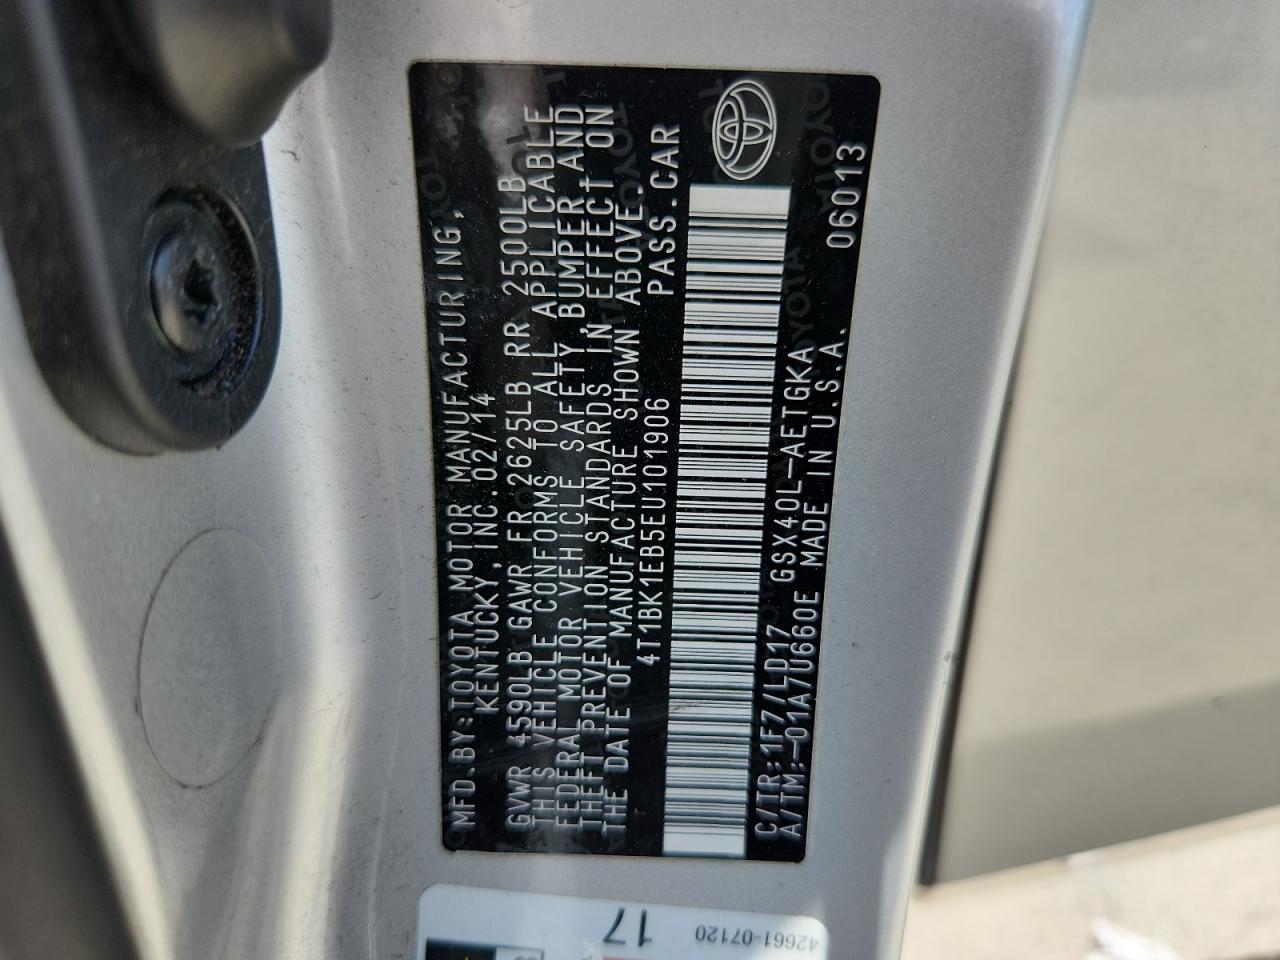 MFD.BY:TOYOTA MOTOR MANUFACTURING,
KENTUCKY,INC.02/14
GVWR 4590LB GAWR FR 2625LB RR 2500LB
THIS VEHICLE CONFORMS TO ALL APPLICABLE
FEDERAL MOTOR VEHICLE SAFETY,BUMPER,AND
THEFT PREVENTION STANDARDS IN EFFECT ON
THE DATE OF MANUFACTURE SHOWN ABOVE.
4T1BK1EB5EU101906 PASS.CAR
C/TR:1F7/LD17 GSX40L-AETGKA
A/TM:-01A7U660E MADE IN U.S.A. 06013
17
42661-07120